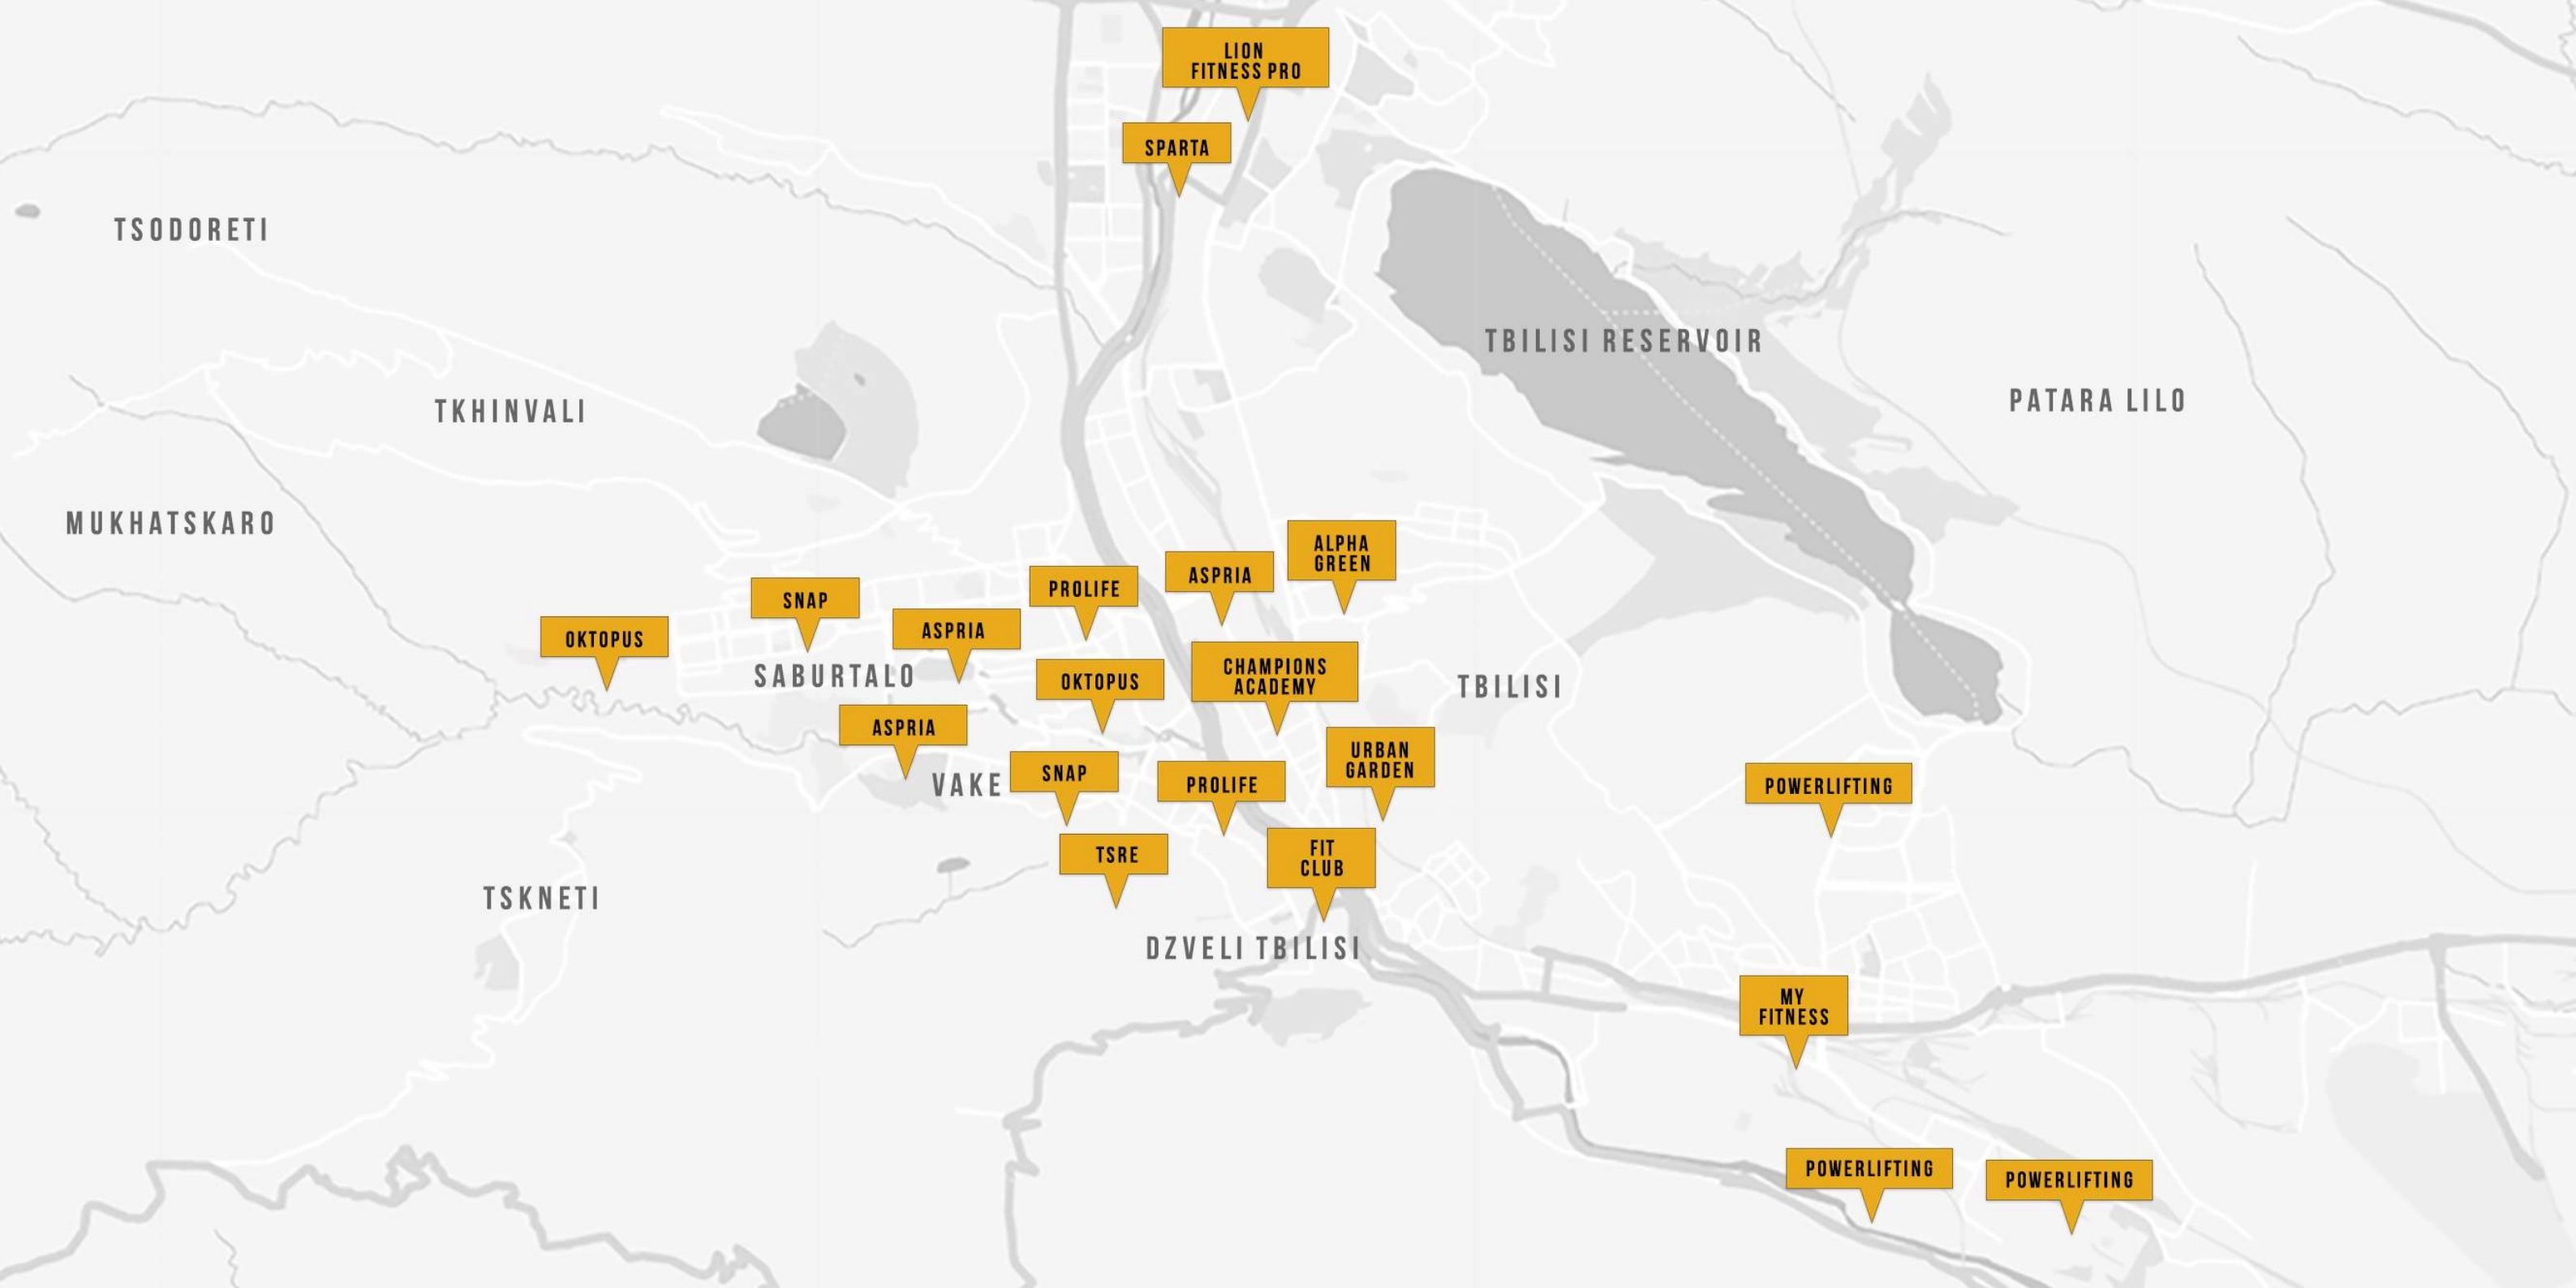 LION
FITNESS PRO
SPARTA
TSODORETI
TBILISI RESERVOIR
PATARA LILO
TKHINVALI
MUKHATSKARO
ALPHA
GREEN
ASPRIA
PROLIFE
SNAP
ASPRIA
OKTOPUS
SABURTALO
OKTOPUS
CHAMPIONS
ACADEMY
TBILISI
ASPRIA
URBAN
GARDEN
VAKE
SNAP
PROLIFE
POWERLIFTING
TSRE
FIT
CLUB
TSKNETI
DZVELI TBILISI
MY
FITNESS
POWERLIFTING
POWERLIFTING